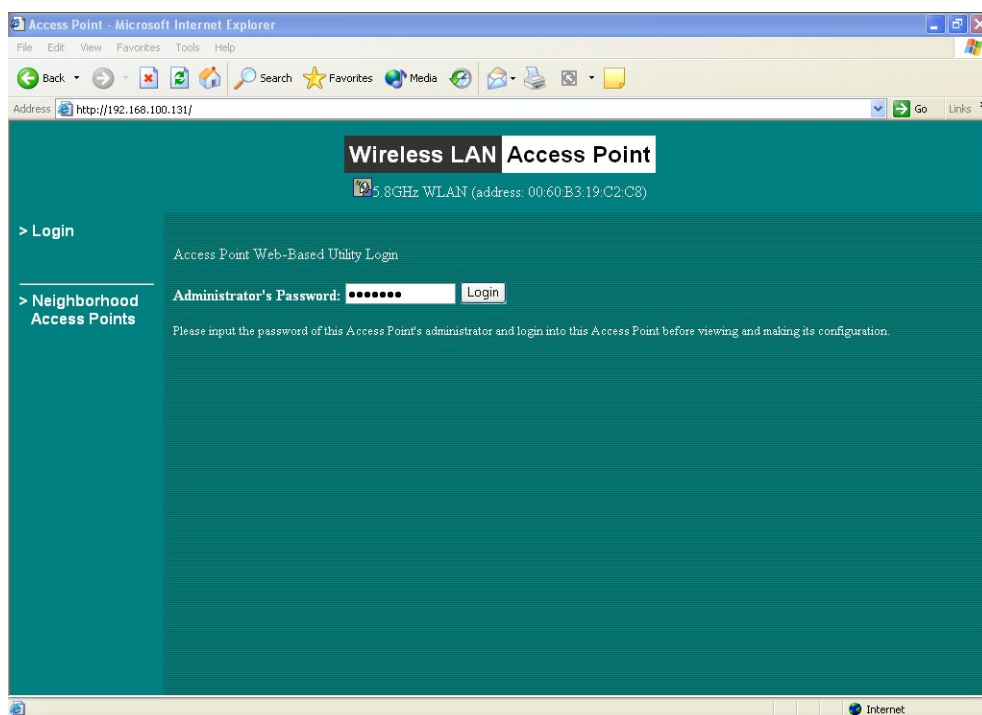 Access Point - Microsoft Internet Explorer
File Edit View Favorites Tools Help
Back Search Favorites Media
Address http://192.168.100.131/ Go Links
Wireless LAN Access Point
5.8GHz WLAN (address: 00:60:B3:19:C2:C8)
> Login
Access Point Web-Based Utility Login
Administrator's Password: ●●●●●●● Login
> Neighborhood
Access Points
Please input the password of this Access Point's administrator and login into this Access Point before viewing and making its configuration.
Internet